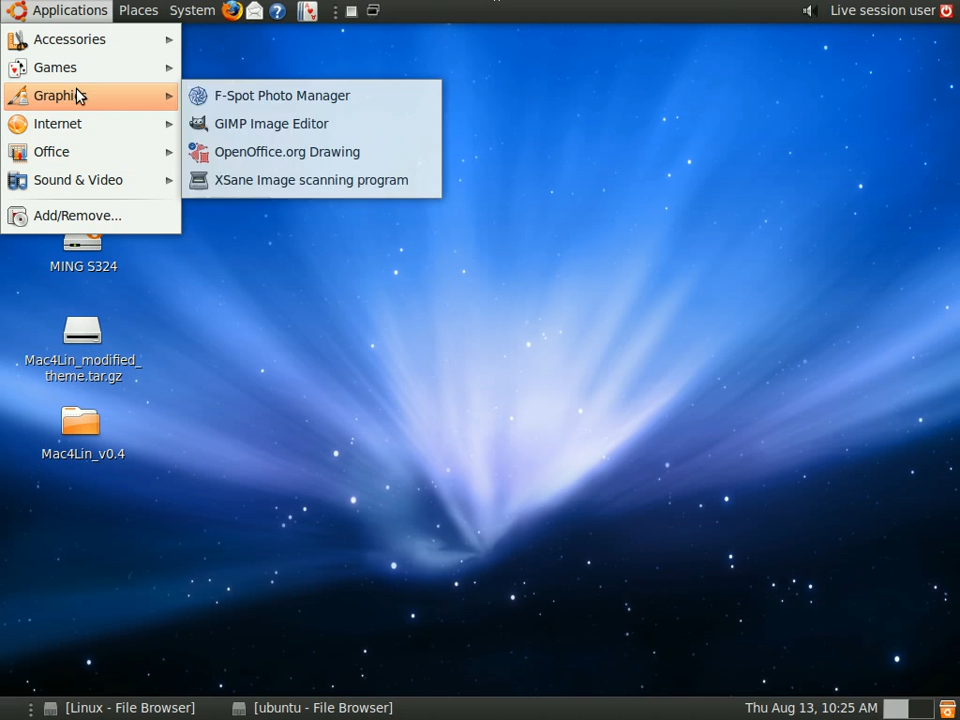 Applications Places System Live session user
Accessories
Games
Graphics
F-Spot Photo Manager
Internet
GIMP Image Editor
Office
OpenOffice.org Drawing
Sound & Video
XSane Image scanning program
Add/Remove...
MING S324
Mac4Lin_modified_
theme.tar.gz
Mac4Lin_v0.4
[Linux - File Browser] [ubuntu - File Browser] Thu Aug 13, 10:25 AM